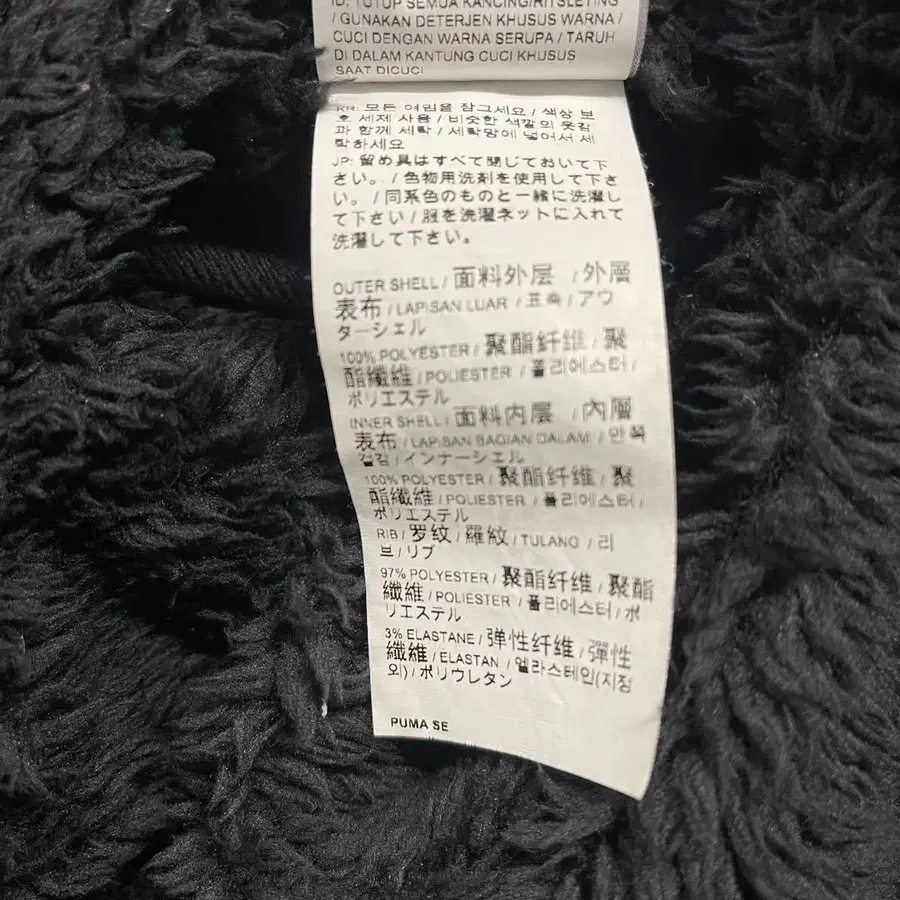 ID: TUTUP SEMUA KANCING/RITSLETING
/ GUNAKAN DETERJEN KHUSUS WARNA /
CUCI DENGAN WARNA SERUPA / TARUH
DI DALAM KANTUNG CUCI KHUSUS
SAAT DICUCI
KR: 모든 여밈을 잠그세요 / 색상 보
호 세제 사용 / 비슷한 색깔의 옷감
과 함께 세탁 / 세탁망에 넣어서 세
탁하세요
JP: 留め具はすべて閉じておいて下
さい。 / 色物用洗剤を使用して下さ
い。 / 同系色のものと一緒に洗濯し
て下さい / 服を洗濯ネットに入れて
洗濯して下さい。
OUTER SHELL / 面料外层 / 外層
表布 / LAPISAN LUAR / 표측 / アウ
ターシェル
100% POLYESTER / 聚酯纤维 / 聚
酯纖維 / POLIESTER / 폴리에스터 /
ポリエステル
INNER SHELL / 面料内层 / 內層
表布 / LAPISAN BAGIAN DALAM / 안쪽
겉감 / インナーシェル
100% POLYESTER / 聚酯纤维 / 聚
酯纖維 / POLIESTER / 폴리에스터 /
ポリエステル
RIB / 罗纹 / 羅紋 / TULANG / 리
브 / リブ
97% POLYESTER / 聚酯纤维 / 聚酯
纖維 / POLIESTER / 폴리에스터 / ポ
リエステル
3% ELASTANE / 弹性纤维 / 彈性
纖維 / ELASTAN / 엘라스테인(지정
외) / ポリウレタン
PUMA SE